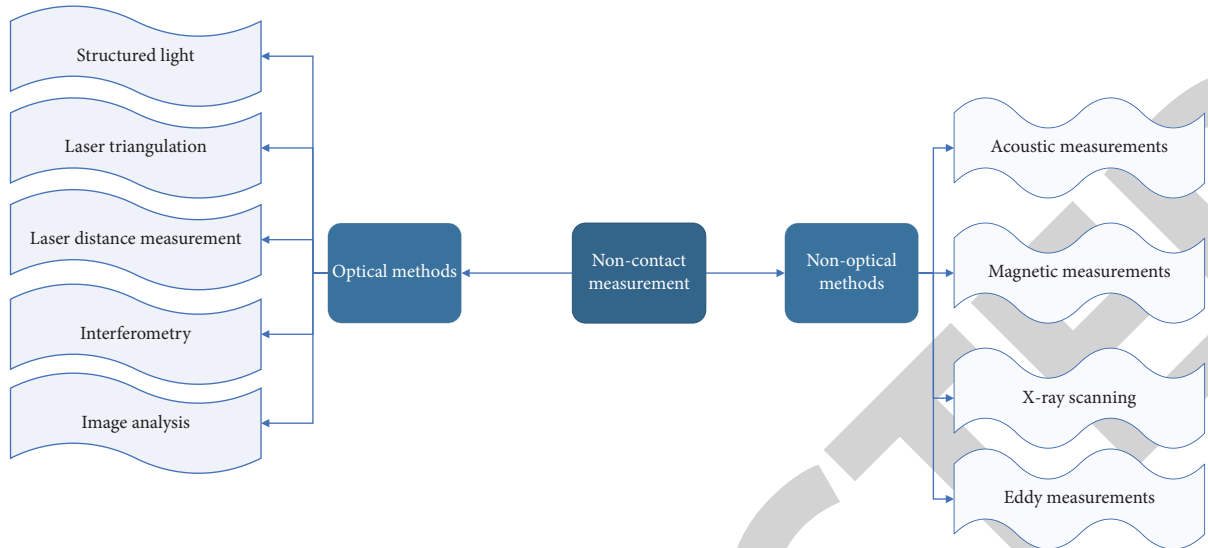 Structured light
Laser triangulation
Laser distance measurement
Interferometry
Image analysis
Optical methods
Non-contact
measurement
Non-optical
methods
Acoustic measurements
Magnetic measurements
X-ray scanning
Eddy measurements